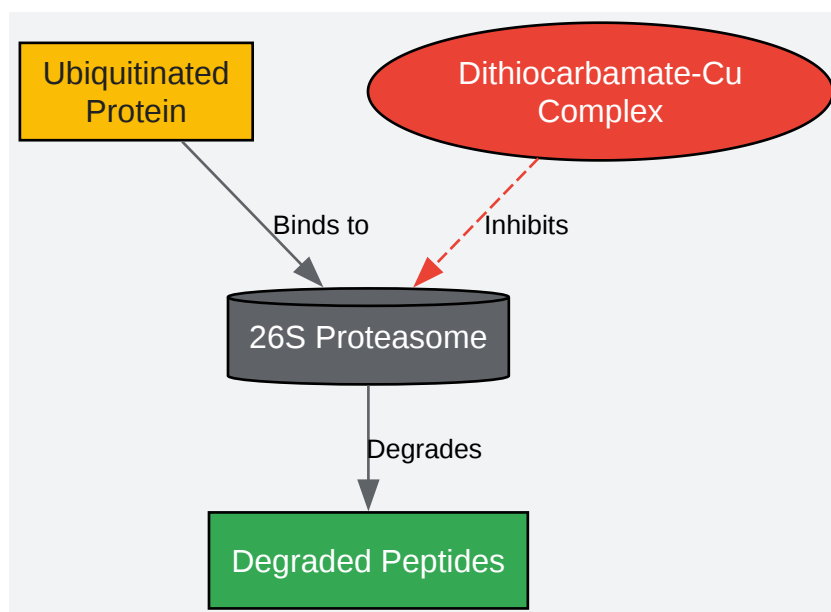 Ubiquitinated
Protein
Dithiocarbamate-Cu
Complex
Binds to
Inhibits
26S Proteasome
Degrades
Degraded Peptides